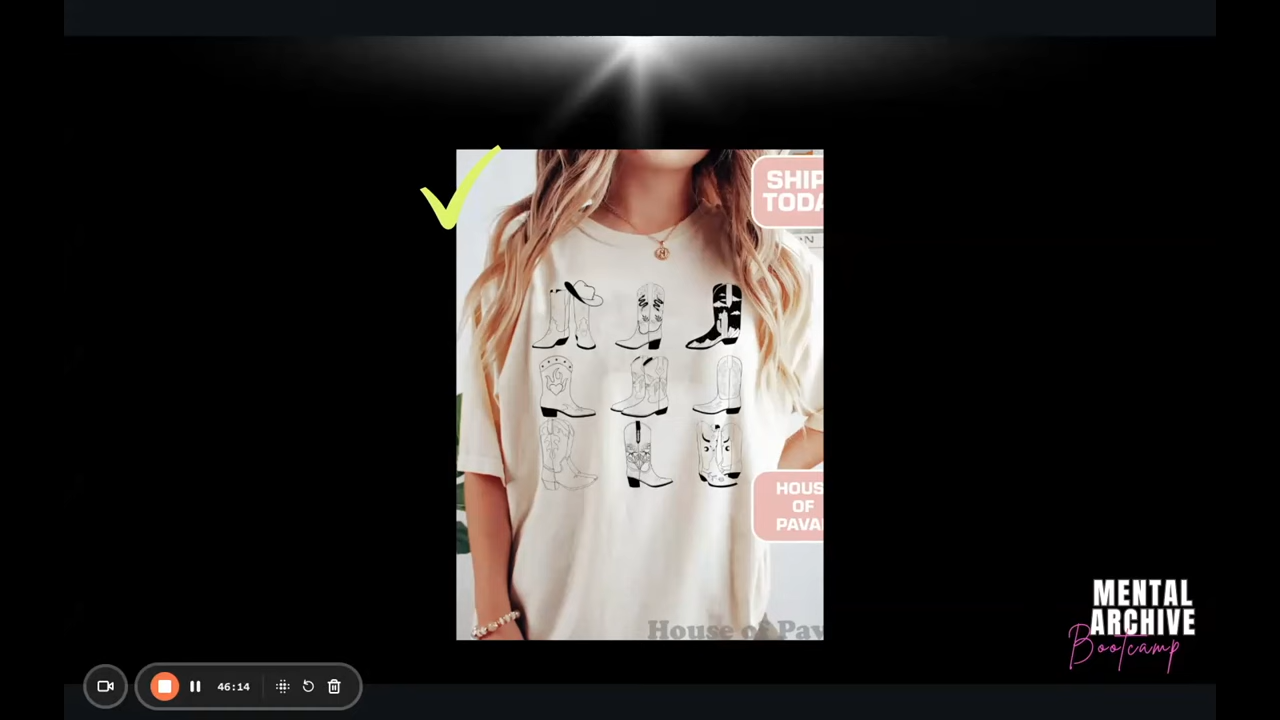 SHIP
TODA
HOUS
OF
PAVA
House of Pav
MENTAL
ARCHIVE
Bootcamp
46:14